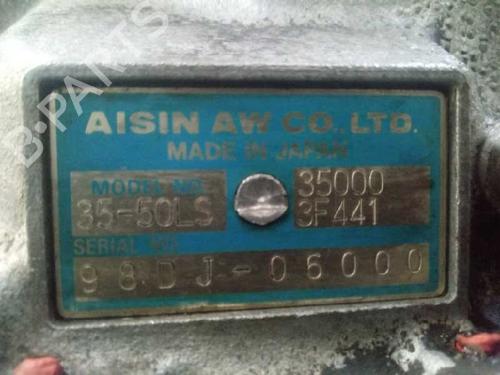 B-PARTS
AISIN AW CO., LTD.
MADE IN JAPAN
MODEL NO.
35000
35-50LS
3F441
SERIAL NO.
98DJ-06000